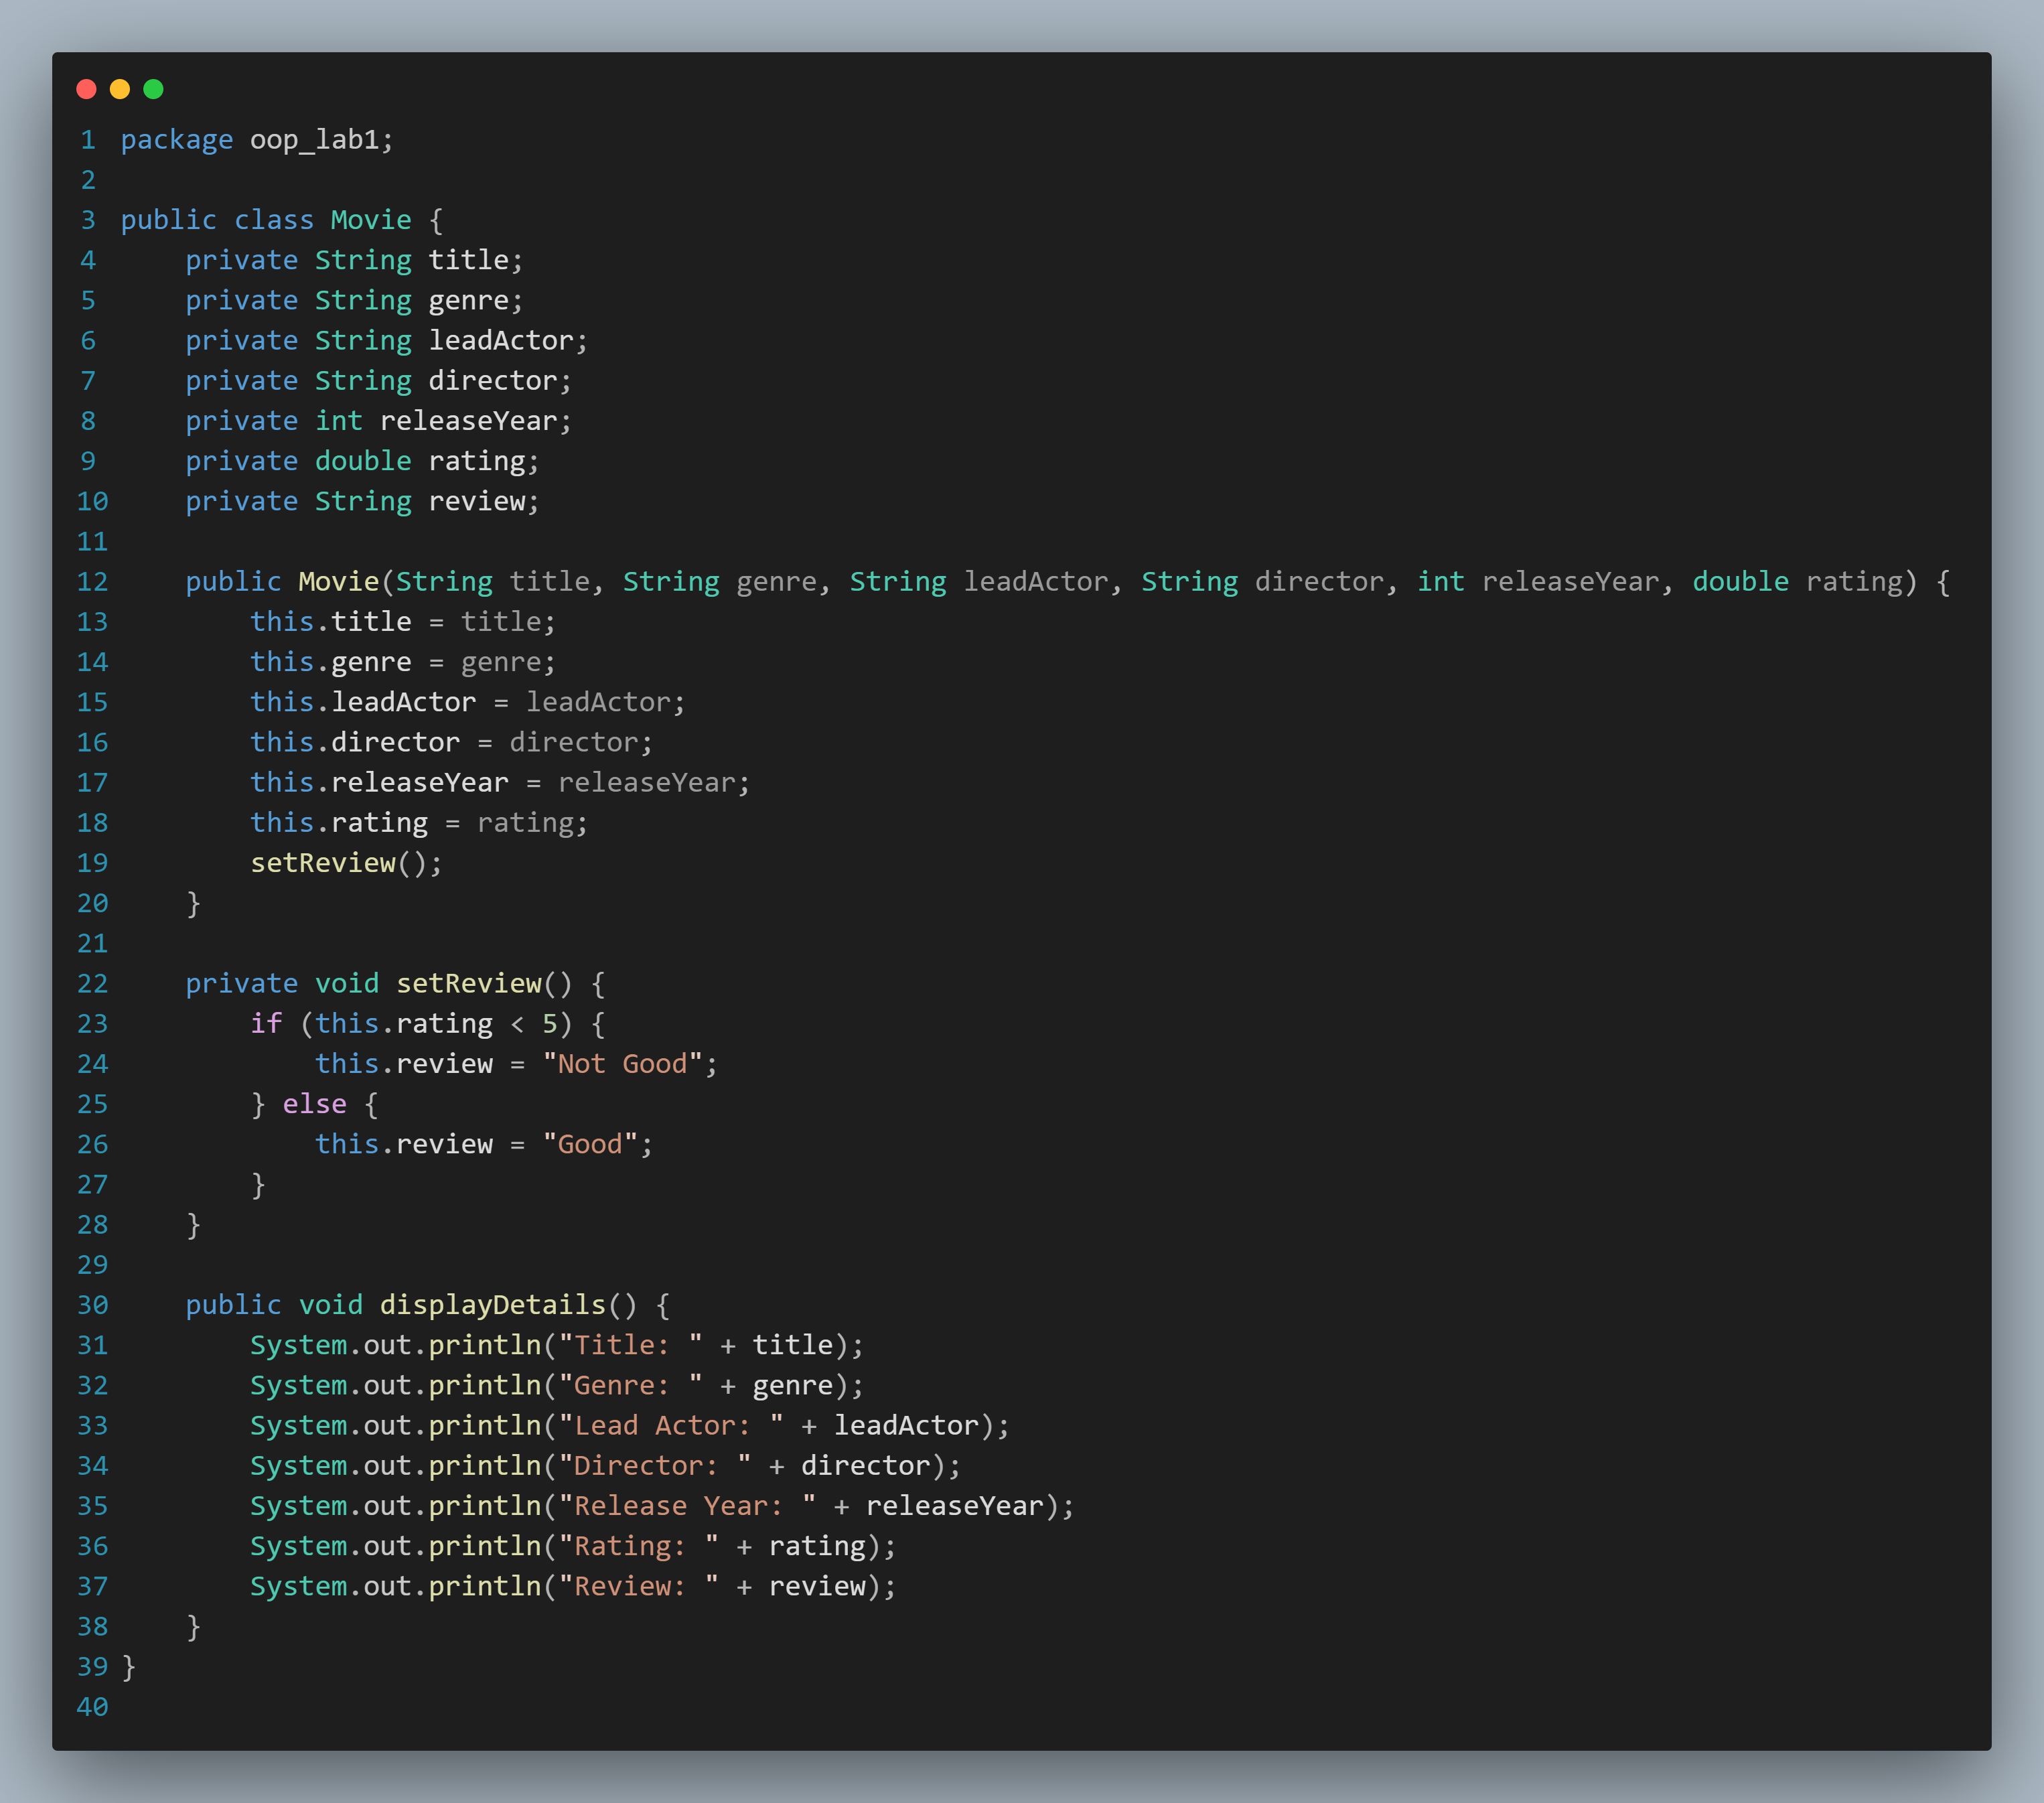 1 package oop_lab1;
2
3 public class Movie {
4     private String title;
5     private String genre;
6     private String leadActor;
7     private String director;
8     private int releaseYear;
9     private double rating;
10     private String review;
11
12     public Movie(String title, String genre, String leadActor, String director, int releaseYear, double rating) {
13         this.title = title;
14         this.genre = genre;
15         this.leadActor = leadActor;
16         this.director = director;
17         this.releaseYear = releaseYear;
18         this.rating = rating;
19         setReview();
20     }
21
22     private void setReview() {
23         if (this.rating < 5) {
24             this.review = "Not Good";
25         } else {
26             this.review = "Good";
27         }
28     }
29
30     public void displayDetails() {
31         System.out.println("Title: " + title);
32         System.out.println("Genre: " + genre);
33         System.out.println("Lead Actor: " + leadActor);
34         System.out.println("Director: " + director);
35         System.out.println("Release Year: " + releaseYear);
36         System.out.println("Rating: " + rating);
37         System.out.println("Review: " + review);
38     }
39 }
40